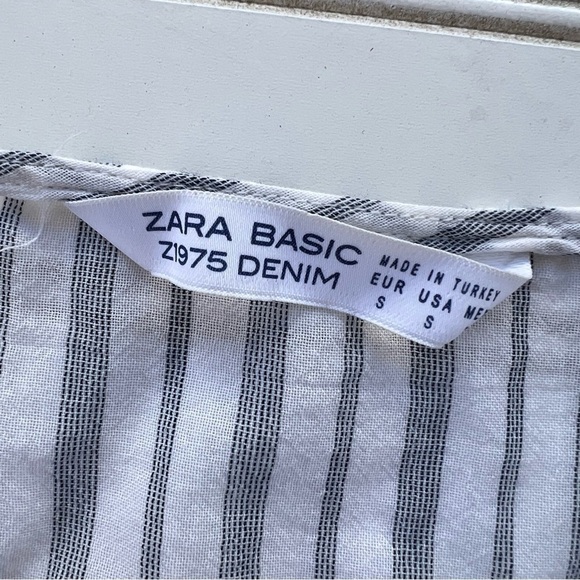 ZARA BASIC
Z1975 DENIM
MADE IN TURKEY
EUR USA
S S